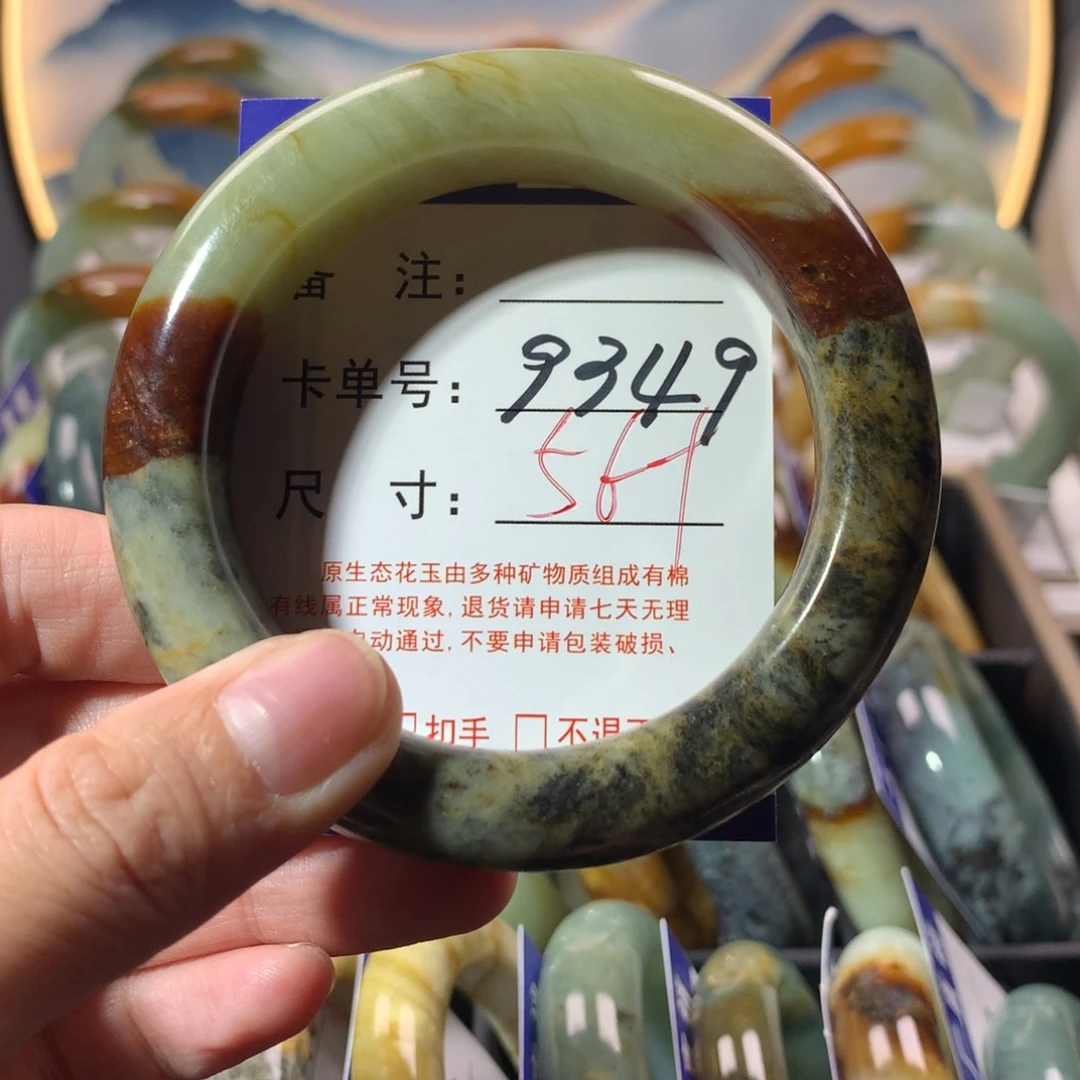 备 注：
卡单号：9349
尺 寸：56
原生态花玉由多种矿物质组成有棉
有线属正常现象，退货请申请七天无理
自动通过，不要申请包装破损、
扣手 □不退